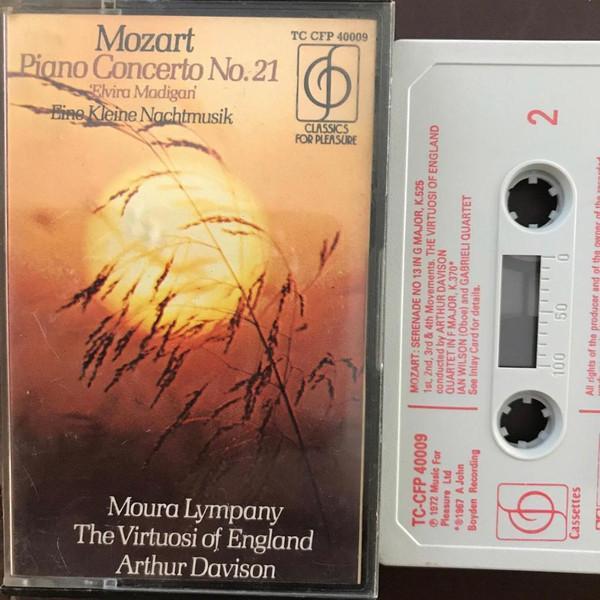 Mozart
Piano Concerto No. 21
'Elvira Madigan'
Eine Kleine Nachtmusik
TC CFP 40009
CLASSICS
FOR PLEASURE
Moura Lympany
The Virtuosi of England
Arthur Davison
2
MOZART: SERENADE NO 13 IN G MAJOR, K.525
1st, 2nd, 3rd & 4th Movements. THE VIRTUOSI OF ENGLAND
conducted by ARTHUR DAVISON
QUARTET IN F MAJOR, K.370*
IAN WILSON (Oboe) and GABRIELI QUARTET
See Inlay Card for details.
TC-CFP 40009
℗ 1972 Music For
Pleasure Ltd
*℗1967 A John
Boyden Recording
100 50 0
Cassettes
All rights of the producer and of the owner of the recorded